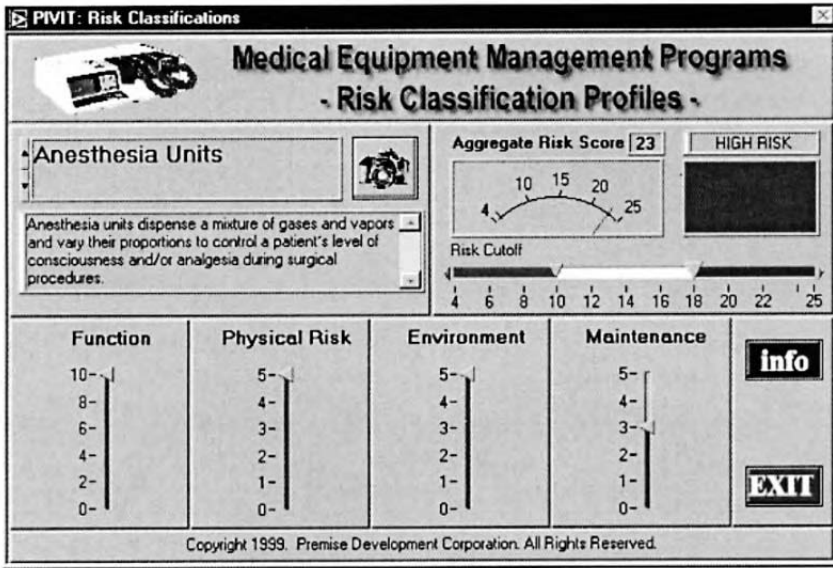 PIVIT: Risk Classifications
Medical Equipment Management Programs
- Risk Classification Profiles -
Anesthesia Units
Anesthesia units dispense a mixture of gases and vapors
and vary their proportions to control a patient's level of
consciousness and/or analgesia during surgical
procedures.
Aggregate Risk Score 23
HIGH RISK
4 10 15 20 25
Risk Cutoff
4 6 8 10 12 14 16 18 20 22 25
Function
10-
8-
6-
4-
2-
0-
Physical Risk
5-
4-
3-
2-
1-
0-
Environment
5-
4-
3-
2-
1-
0-
Maintenance
5-
4-
3-
2-
1-
0-
info
EXIT
Copyright 1999. Premise Development Corporation. All Rights Reserved.